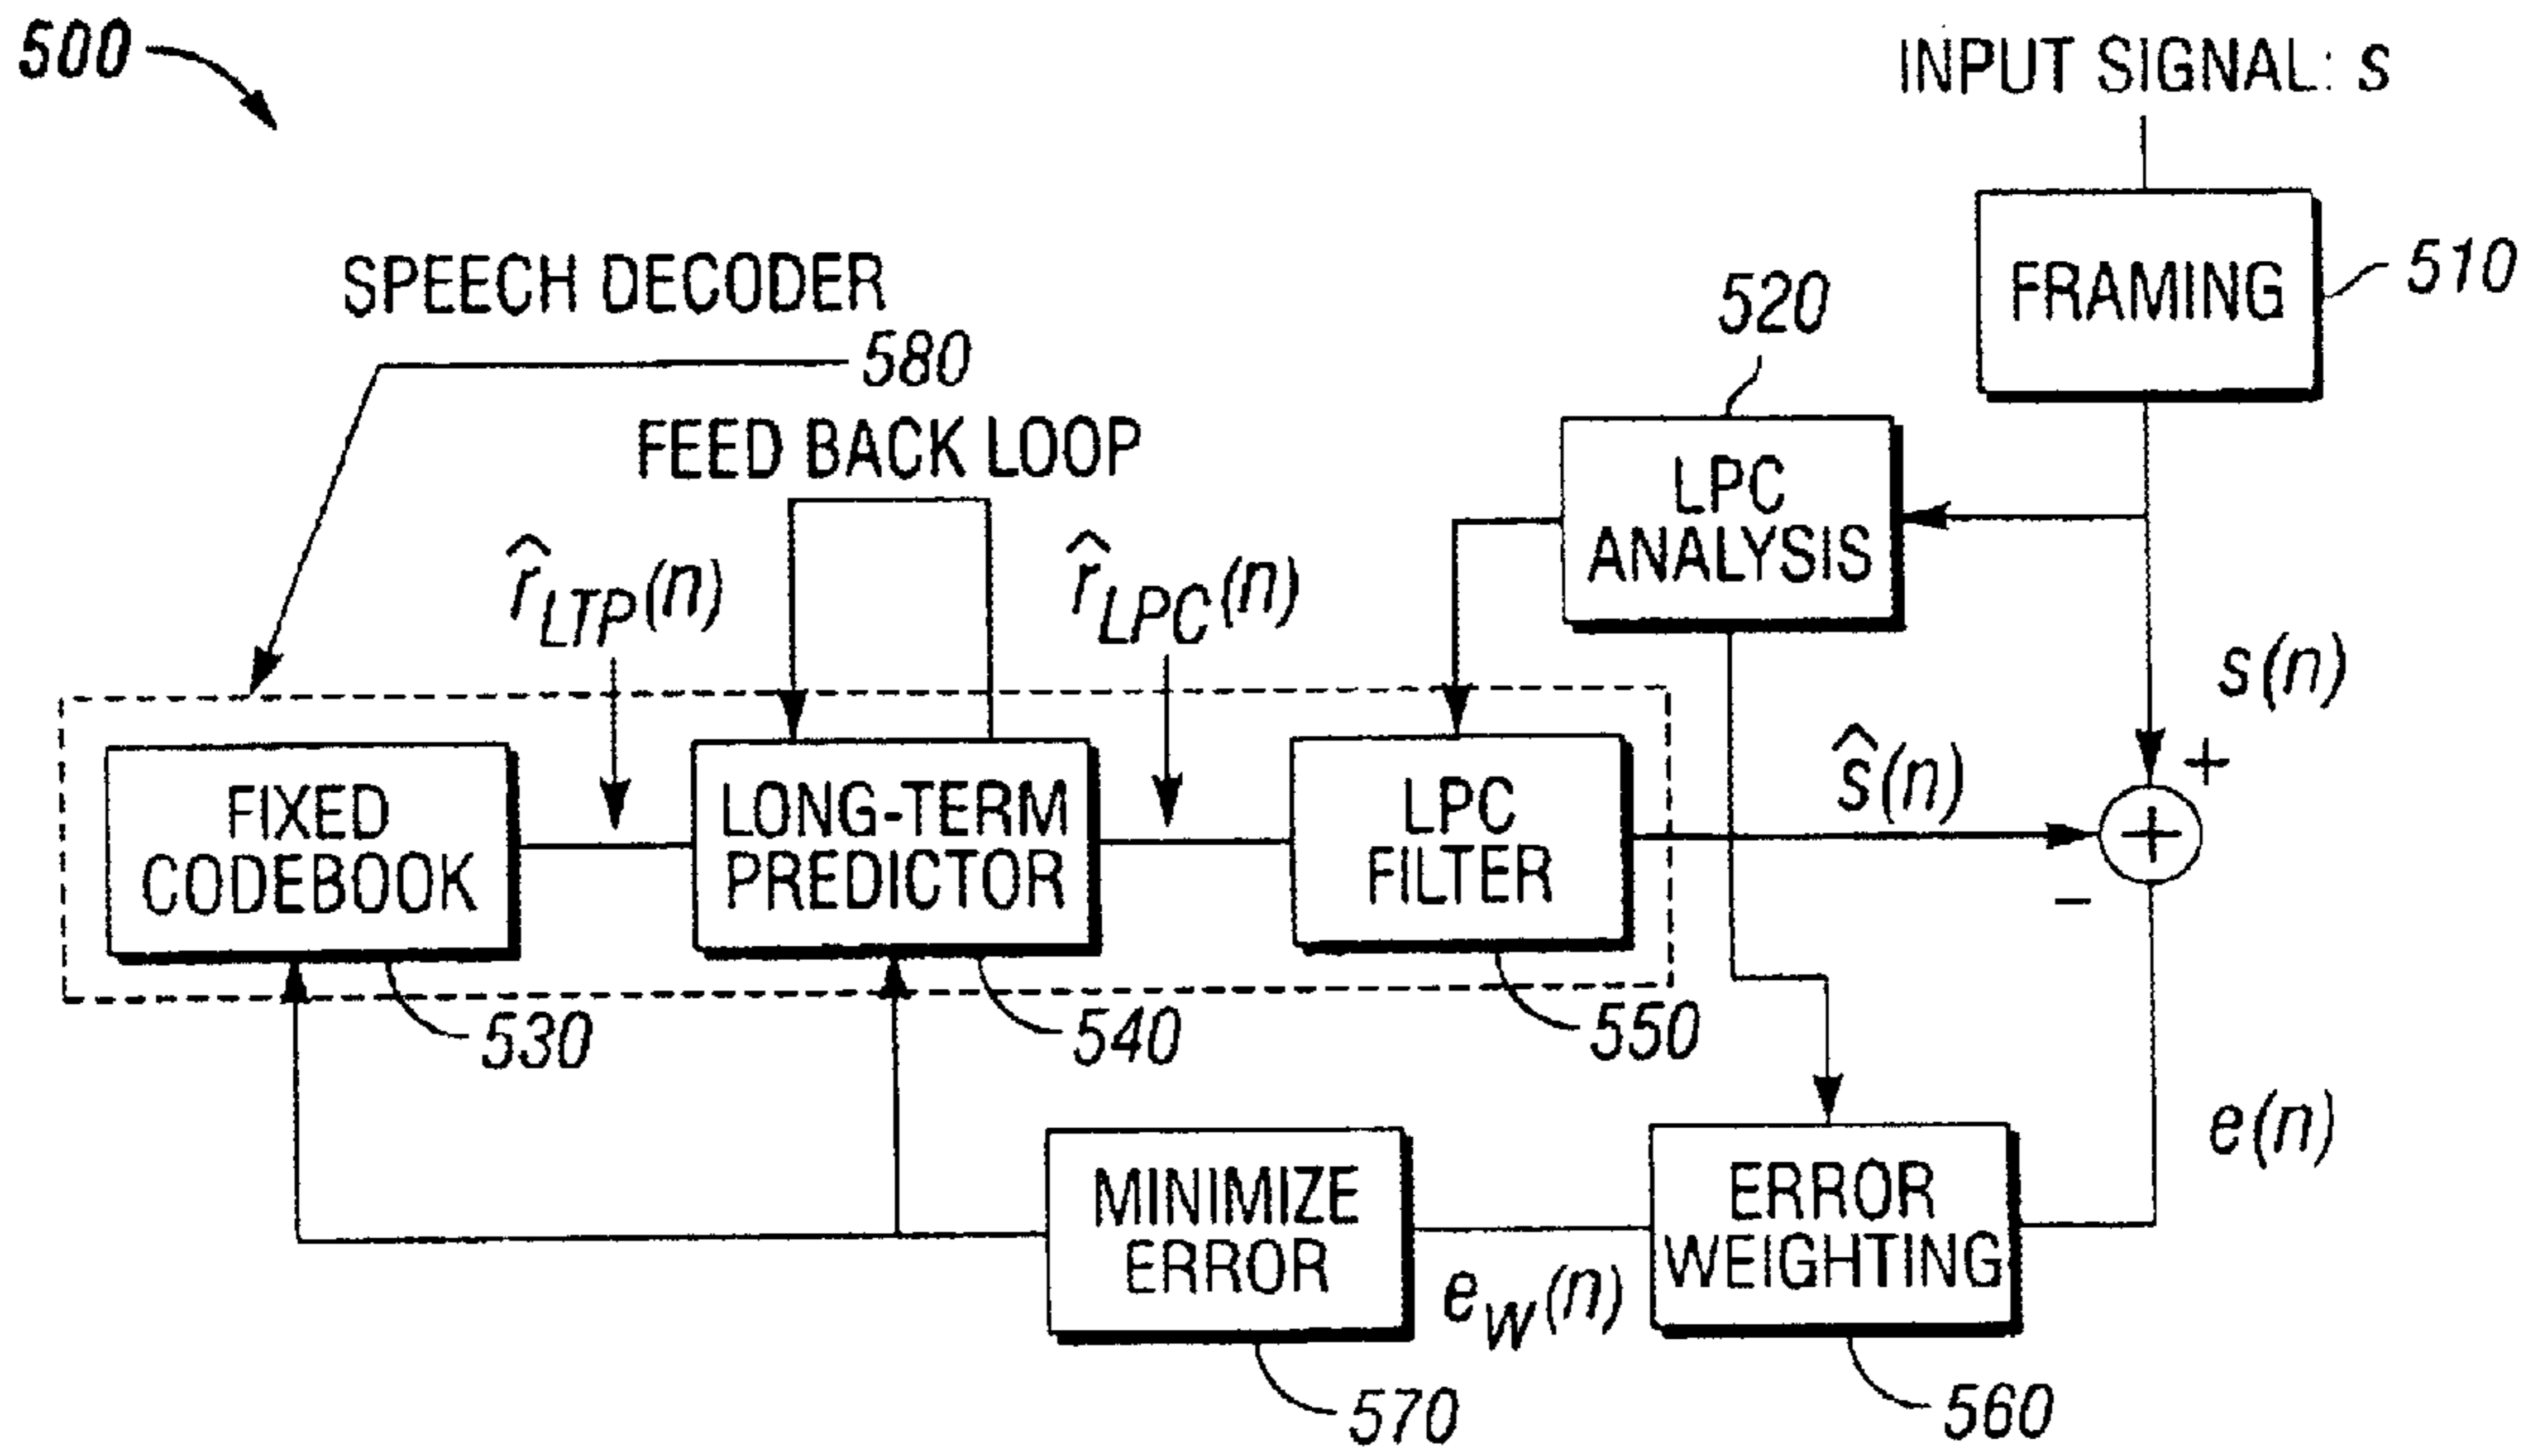 500
INPUT SIGNAL: s
FRAMING
510
SPEECH DECODER
580
520
FEED BACK LOOP
LPC
ANALYSIS
r̂LTP(n)
r̂LPC(n)
s(n)
ŝ(n)
+
+
−
FIXED
CODEBOOK
LONG-TERM
PREDICTOR
LPC
FILTER
530
540
550
e(n)
MINIMIZE
ERROR
eW(n)
ERROR
WEIGHTING
570
560